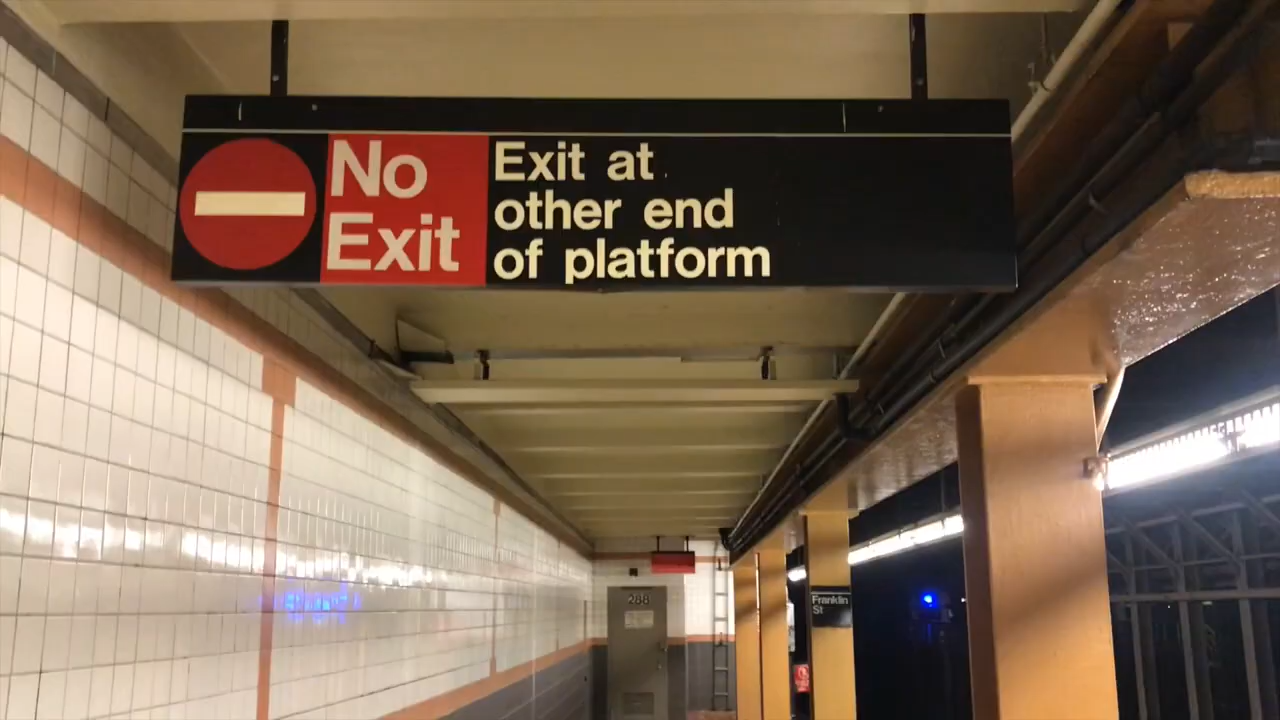 No
Exit
Exit at
other end
of platform
288
Franklin
St